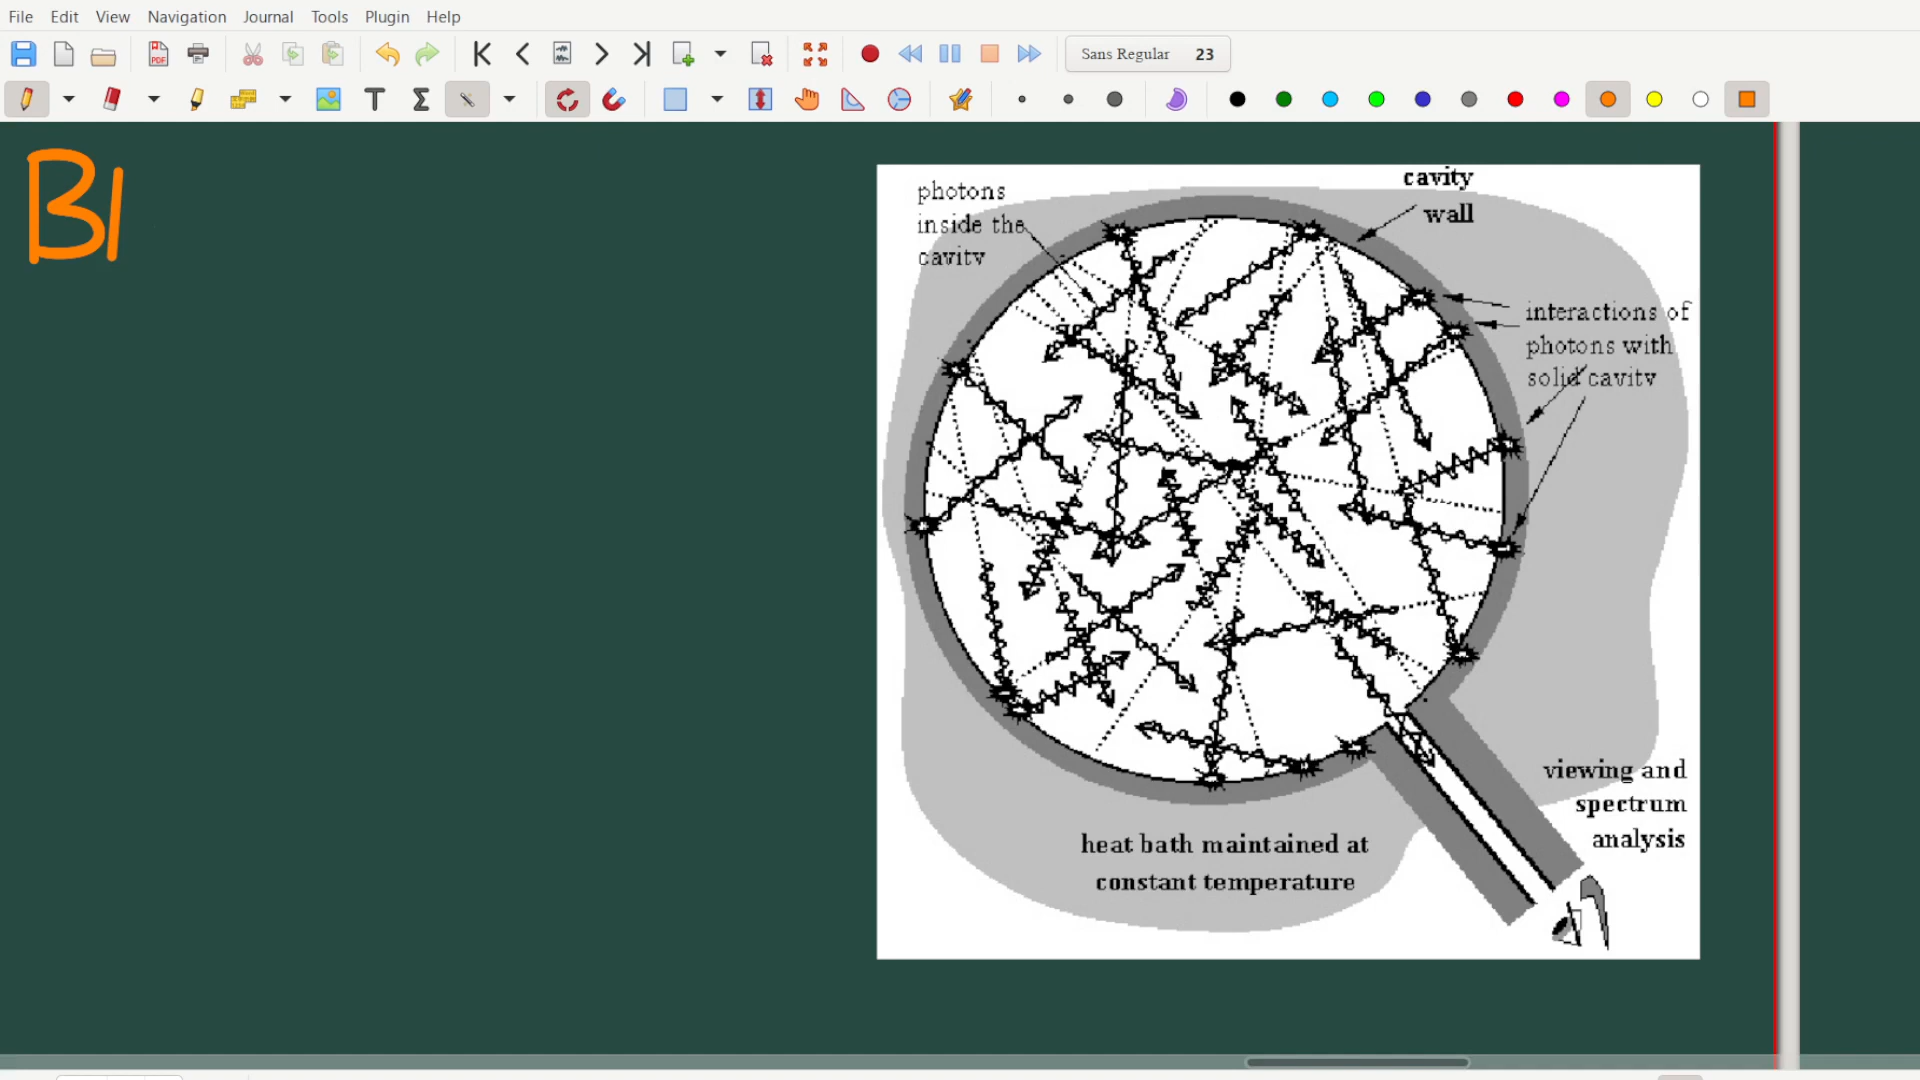 File Edit View Navigation Journal Tools Plugin Help
PDF
Sans Regular 23
T Σ
Bl
photons
inside the
cavity
cavity
wall
interactions of
photons with
solid cavity
viewing and
spectrum
analysis
heat bath maintained at
constant temperature